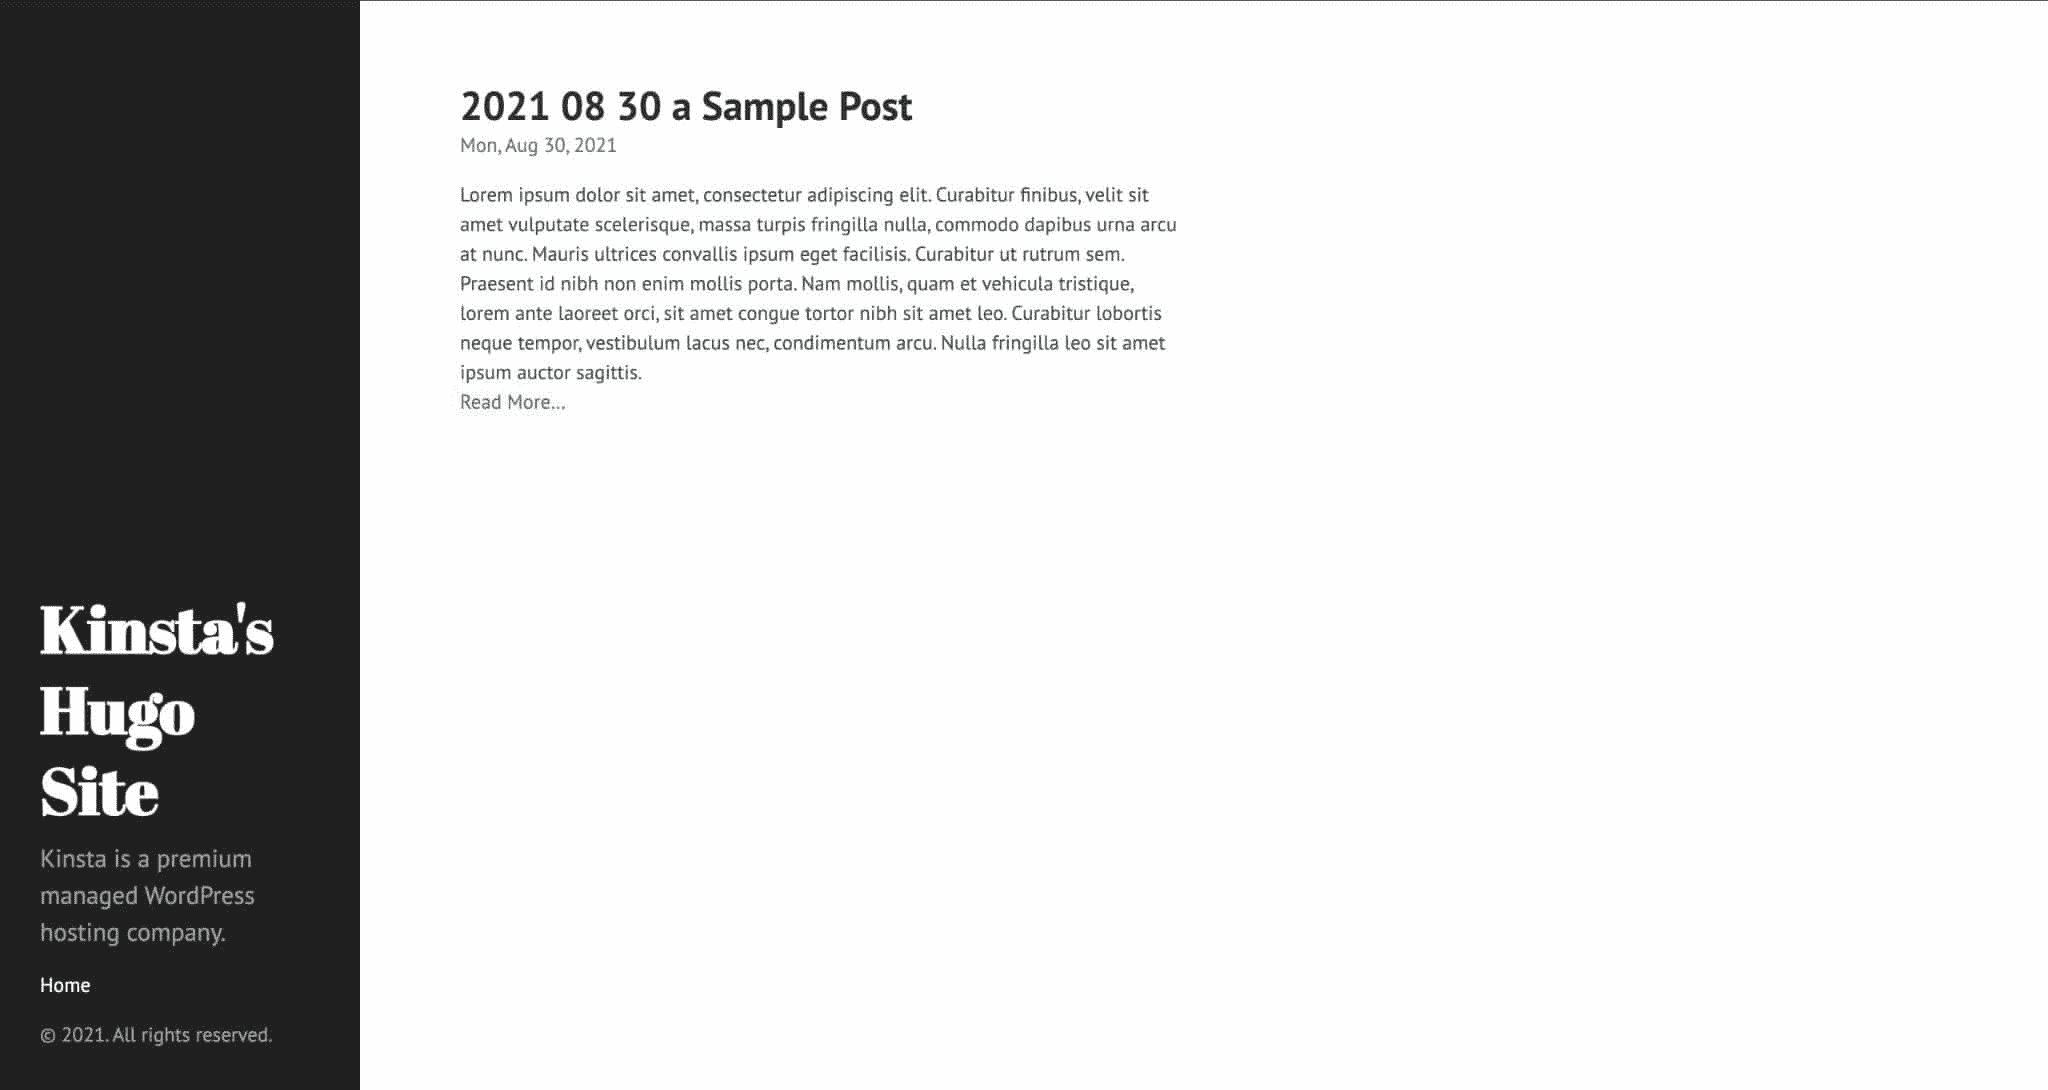 2021 08 30 a Sample Post
Mon, Aug 30, 2021
Lorem ipsum dolor sit amet, consectetur adipiscing elit. Curabitur finibus, velit sit
amet vulputate scelerisque, massa turpis fringilla nulla, commodo dapibus urna arcu
at nunc. Mauris ultrices convallis ipsum eget facilisis. Curabitur ut rutrum sem.
Praesent id nibh non enim mollis porta. Nam mollis, quam et vehicula tristique,
lorem ante laoreet orci, sit amet congue tortor nibh sit amet leo. Curabitur lobortis
neque tempor, vestibulum lacus nec, condimentum arcu. Nulla fringilla leo sit amet
ipsum auctor sagittis.
Read More...
Kinsta's
Hugo
Site
Kinsta is a premium
managed WordPress
hosting company.
Home
© 2021. All rights reserved.